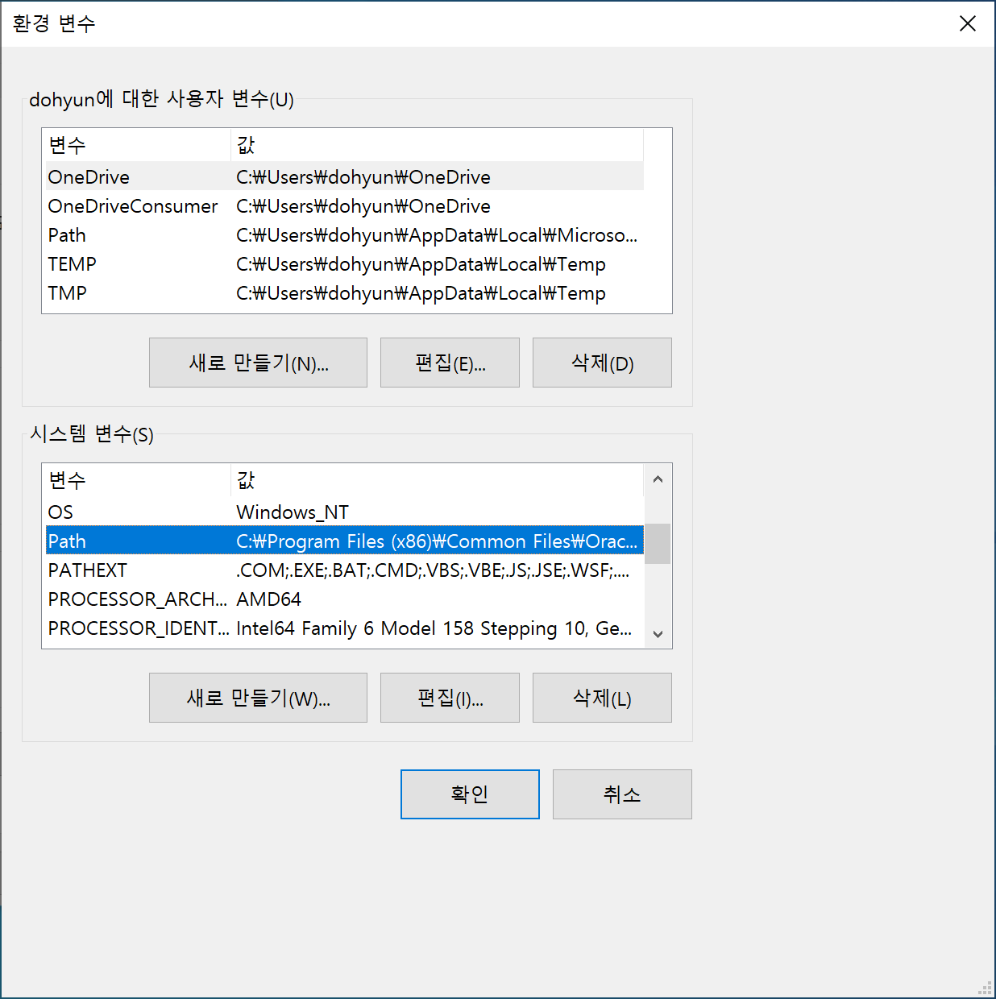 환경 변수
dohyun에 대한 사용자 변수(U)
변수 값
OneDrive C:₩Users₩dohyun₩OneDrive
OneDriveConsumer C:₩Users₩dohyun₩OneDrive
Path C:₩Users₩dohyun₩AppData₩Local₩Microso...
TEMP C:₩Users₩dohyun₩AppData₩Local₩Temp
TMP C:₩Users₩dohyun₩AppData₩Local₩Temp
새로 만들기(N)... 편집(E)... 삭제(D)
시스템 변수(S)
변수 값
OS Windows_NT
Path C:₩Program Files (x86)₩Common Files₩Orac...
PATHEXT .COM;.EXE;.BAT;.CMD;.VBS;.VBE;.JS;.JSE;.WSF;....
PROCESSOR_ARCH... AMD64
PROCESSOR_IDENT... Intel64 Family 6 Model 158 Stepping 10, Ge...
새로 만들기(W)... 편집(I)... 삭제(L)
확인 취소